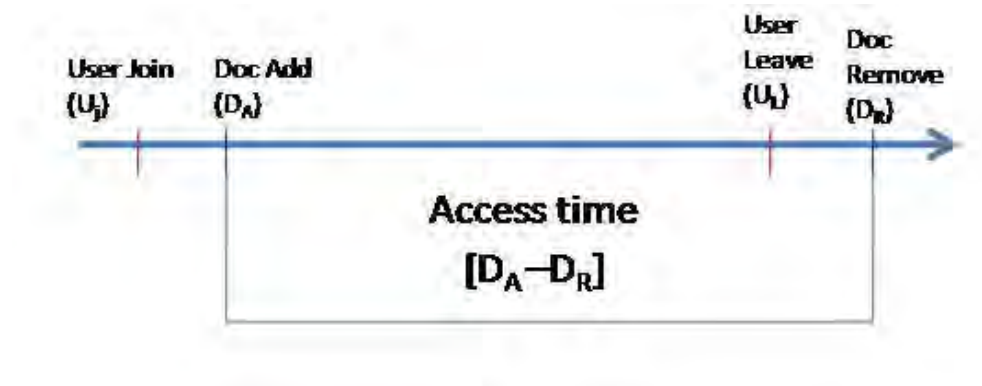 User Join
(Uj)
Doc Add
(DA)
User
Leave
(UL)
Doc
Remove
(DR)
Access time
[DA–DR]